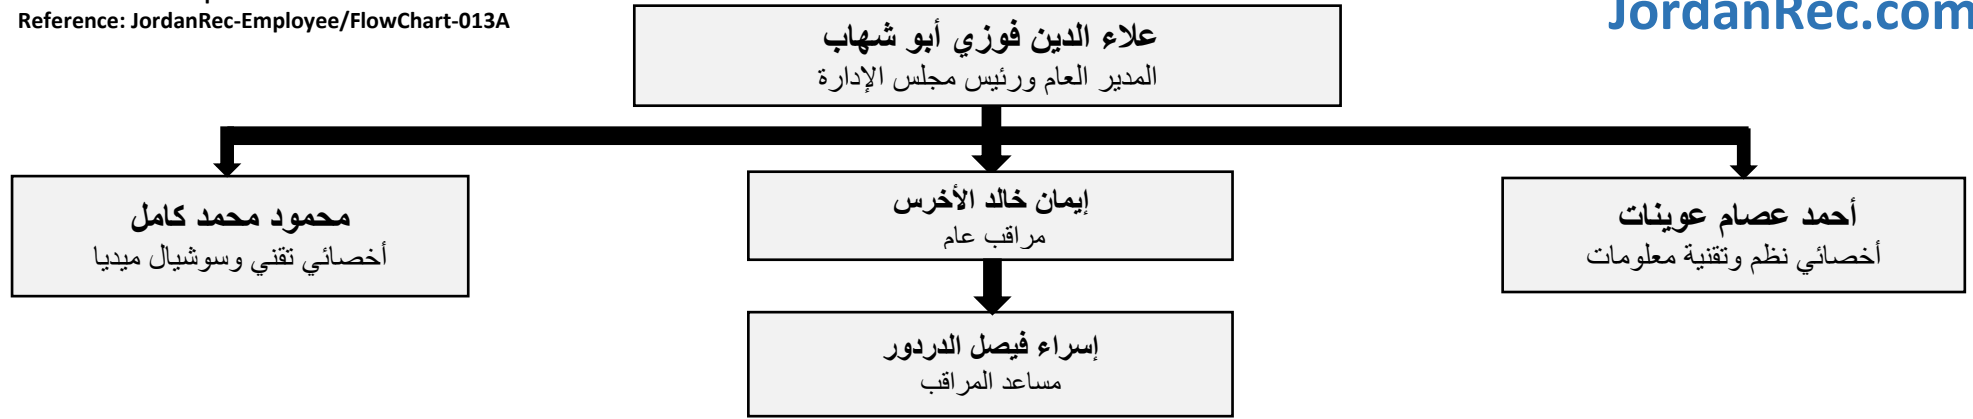 Reference: JordanRec-Employee/FlowChart-013A
JordanRec.com
علاء الدين فوزي أبو شهاب
المدير العام ورئيس مجلس الإدارة
محمود محمد كامل
أخصائي تقني وسوشيال ميديا
إيمان خالد الأخرس
مراقب عام
أحمد عصام عوينات
أخصائي نظم وتقنية معلومات
إسراء فيصل الدردور
مساعد المراقب